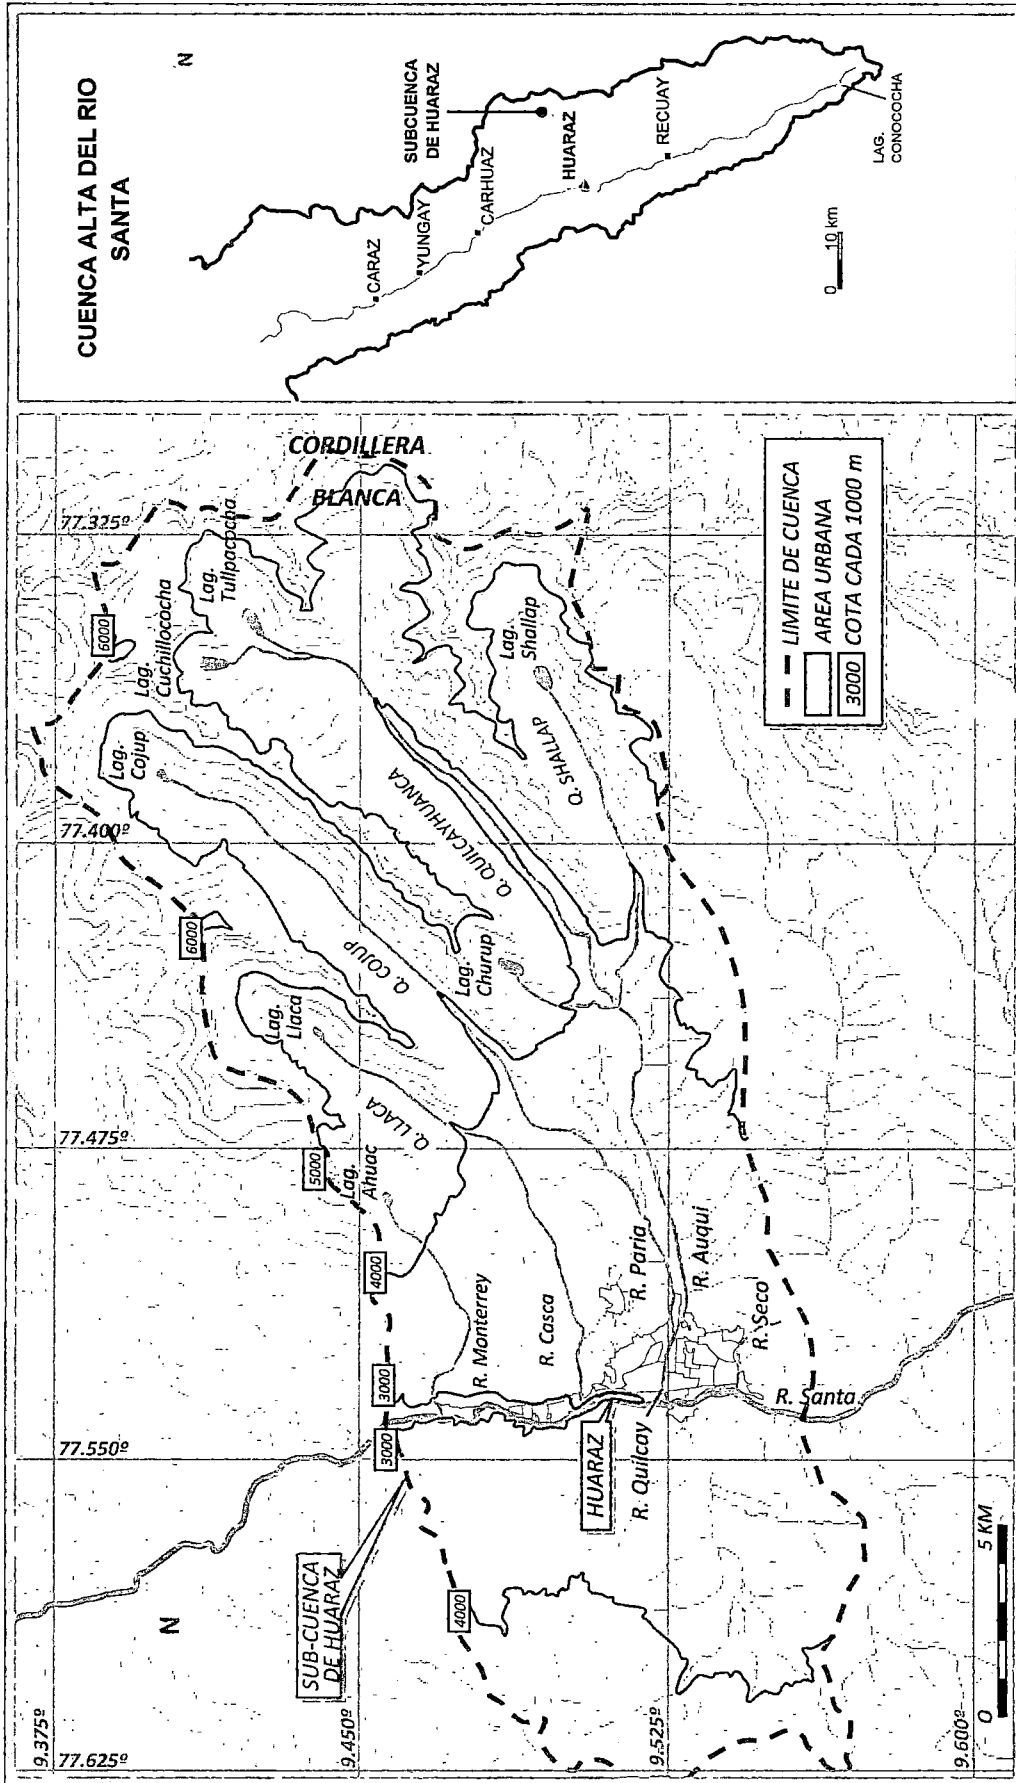 CUENCA ALTA DEL RIO
SANTA
N
SUBCUENCA
DE HUARAZ
CARAZ
YUNGAY
CARHUAZ
HUARAZ
RECUAY
LAG.
CONOCOCHA
0 10 km
CORDILLERA
BLANCA
77.325º
77.400º
77.475º
77.550º
77.625º
9.375º
9.450º
9.525º
9.600º
6000
6000
5000
4000
3000
3000
4000
Lag.
Tullpacocha
Lag.
Cuchillococha
Lag.
Cojup
Lag.
Shallap
Lag.
Churup
Lag.
Llaca
Lag.
Ahuac
Q. SHALLAP
Q. QUILCAYHUANCA
Q. COJUP
Q. LLACA
R. Monterrey
R. Casca
R. Paria
R. Auqui
R. Seco
R. Santa
R. Quilcay
HUARAZ
SUB-CUENCA
DE HUARAZ
N
LIMITE DE CUENCA
AREA URBANA
3000 COTA CADA 1000 m
0 5 KM